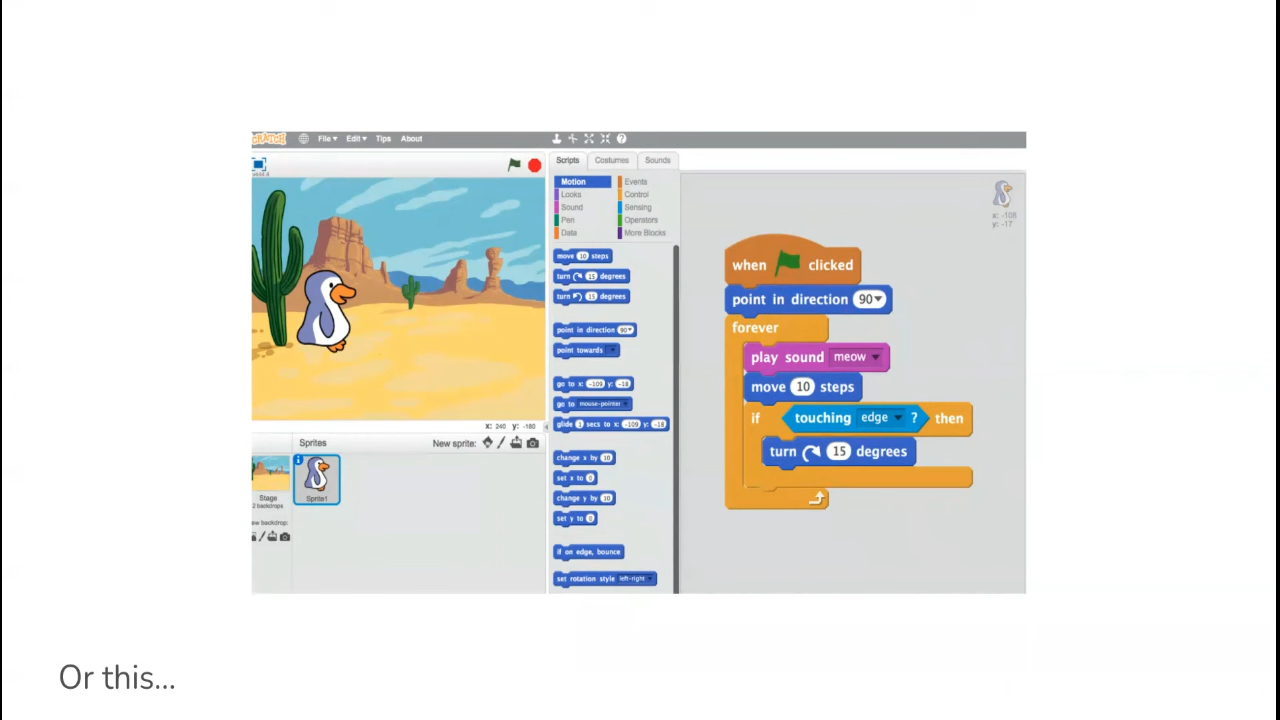 SCRATCH File Edit Tips About
Scripts Costumes Sounds
Motion Events
Looks Control
Sound Sensing
Pen Operators
Data More Blocks
move 10 steps
turn 15 degrees
turn 15 degrees
point in direction 90
point towards
go to x: -109 y: -18
go to mouse-pointer
glide 1 secs to x: -109 y: -18
change x by 10
set x to 0
change y by 10
set y to 0
if on edge, bounce
set rotation style left-right
x: -108
y: -17
when clicked
point in direction 90
forever
play sound meow
move 10 steps
if touching edge ? then
turn 15 degrees
x: 240 y: -180
Sprites New sprite:
Stage
2 backdrops
Sprite1
ew backdrop:
Or this...